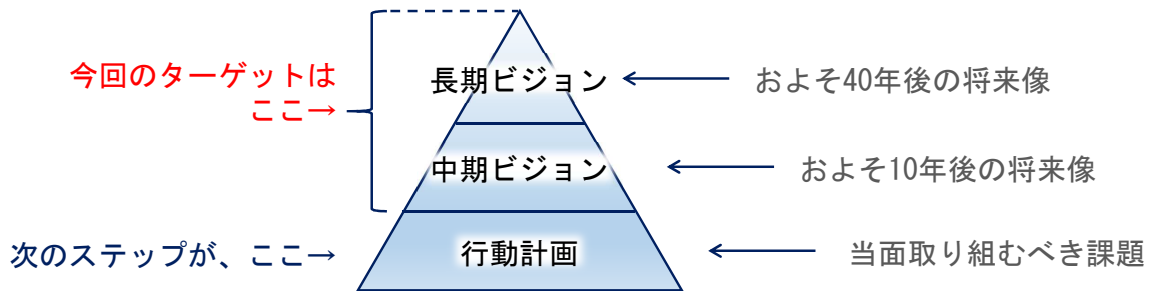 今回のターゲットは
ここ→
長期ビジョン
およそ40年後の将来像
中期ビジョン
およそ10年後の将来像
次のステップが、ここ→
行動計画
当面取り組むべき課題